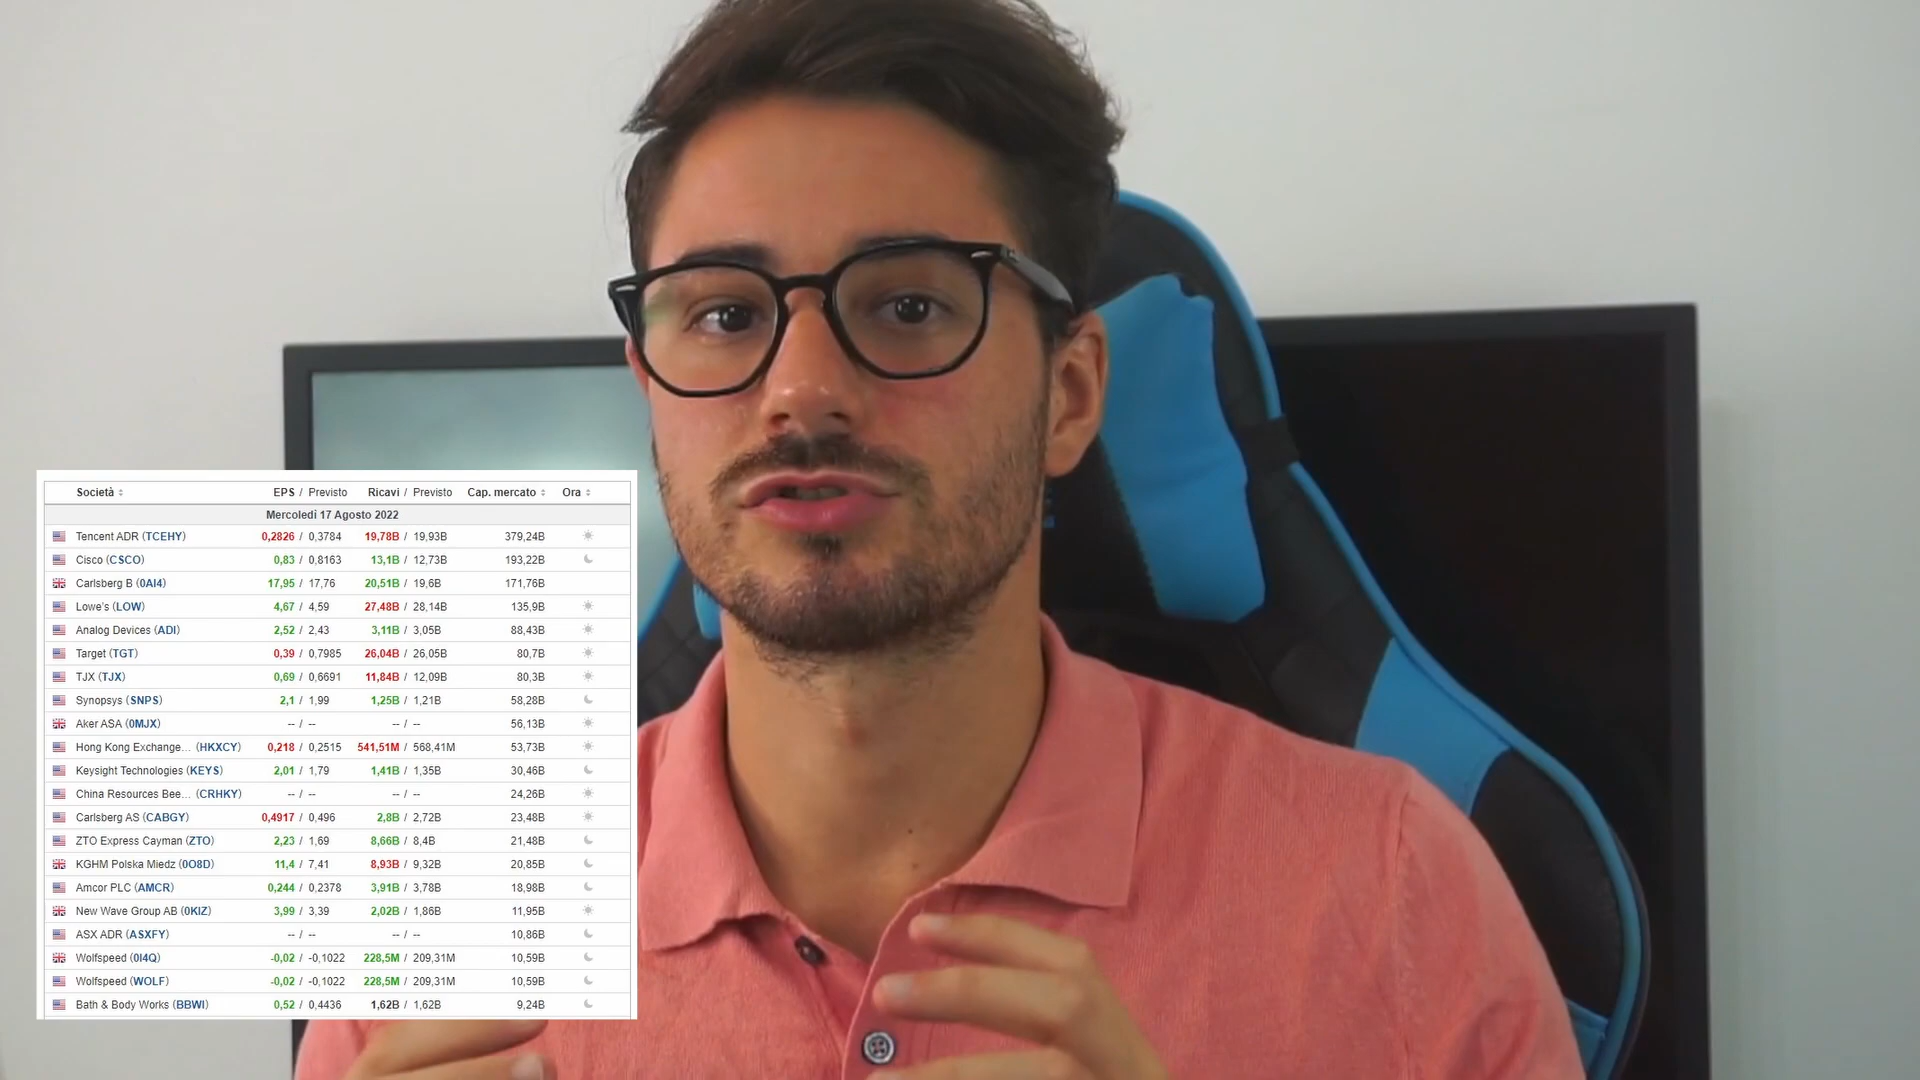 Società EPS / Previsto Ricavi / Previsto Cap. mercato Ora
Mercoledì 17 Agosto 2022
Tencent ADR (TCEHY) 0,2826 / 0,3784 19,78B / 19,93B 379,24B
Cisco (CSCO) 0,83 / 0,8163 13,1B / 12,73B 193,22B
Carlsberg B (0AI4) 17,95 / 17,76 20,51B / 19,6B 171,76B
Lowe's (LOW) 4,67 / 4,59 27,48B / 28,14B 135,9B
Analog Devices (ADI) 2,52 / 2,43 3,11B / 3,05B 88,43B
Target (TGT) 0,39 / 0,7985 26,04B / 26,05B 80,7B
TJX (TJX) 0,69 / 0,6691 11,84B / 12,09B 80,3B
Synopsys (SNPS) 2,1 / 1,99 1,25B / 1,21B 58,28B
Aker ASA (0MJX) -- / -- -- / -- 56,13B
Hong Kong Exchange... (HKXCY) 0,218 / 0,2515 541,51M / 568,41M 53,73B
Keysight Technologies (KEYS) 2,01 / 1,79 1,41B / 1,35B 30,46B
China Resources Bee... (CRHKY) -- / -- -- / -- 24,26B
Carlsberg AS (CABGY) 0,4917 / 0,496 2,8B / 2,72B 23,48B
ZTO Express Cayman (ZTO) 2,23 / 1,69 8,66B / 8,4B 21,48B
KGHM Polska Miedz (0O8D) 11,4 / 7,41 8,93B / 9,32B 20,85B
Amcor PLC (AMCR) 0,244 / 0,2378 3,91B / 3,78B 18,98B
New Wave Group AB (0KIZ) 3,99 / 3,39 2,02B / 1,86B 11,95B
ASX ADR (ASXFY) -- / -- -- / -- 10,86B
Wolfspeed (0I4Q) -0,02 / -0,1022 228,5M / 209,31M 10,59B
Wolfspeed (WOLF) -0,02 / -0,1022 228,5M / 209,31M 10,59B
Bath & Body Works (BBWI) 0,52 / 0,4436 1,62B / 1,62B 9,24B